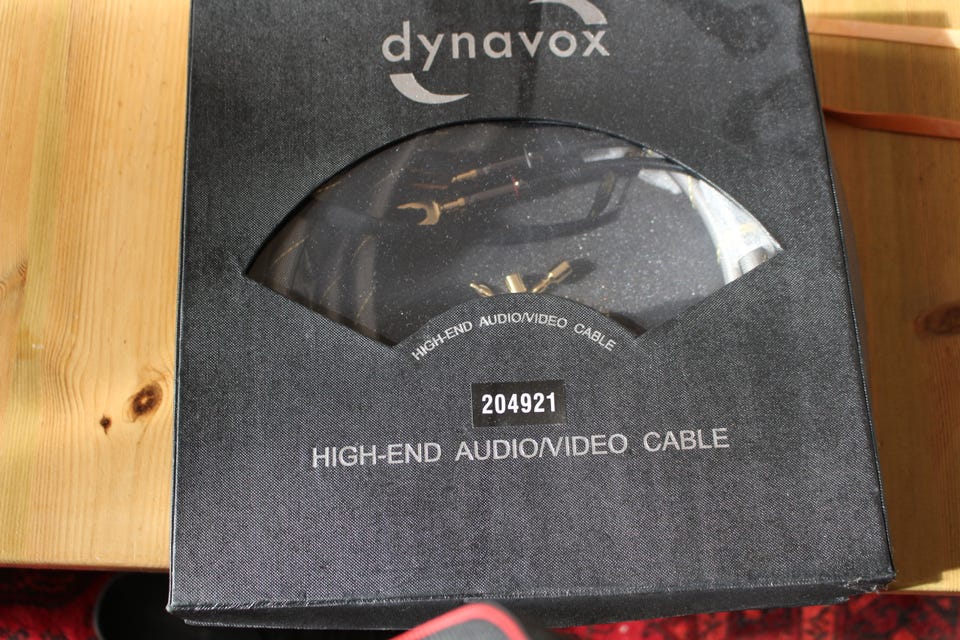 dynavox
HIGH-END AUDIO/VIDEO CABLE
204921
HIGH-END AUDIO/VIDEO CABLE